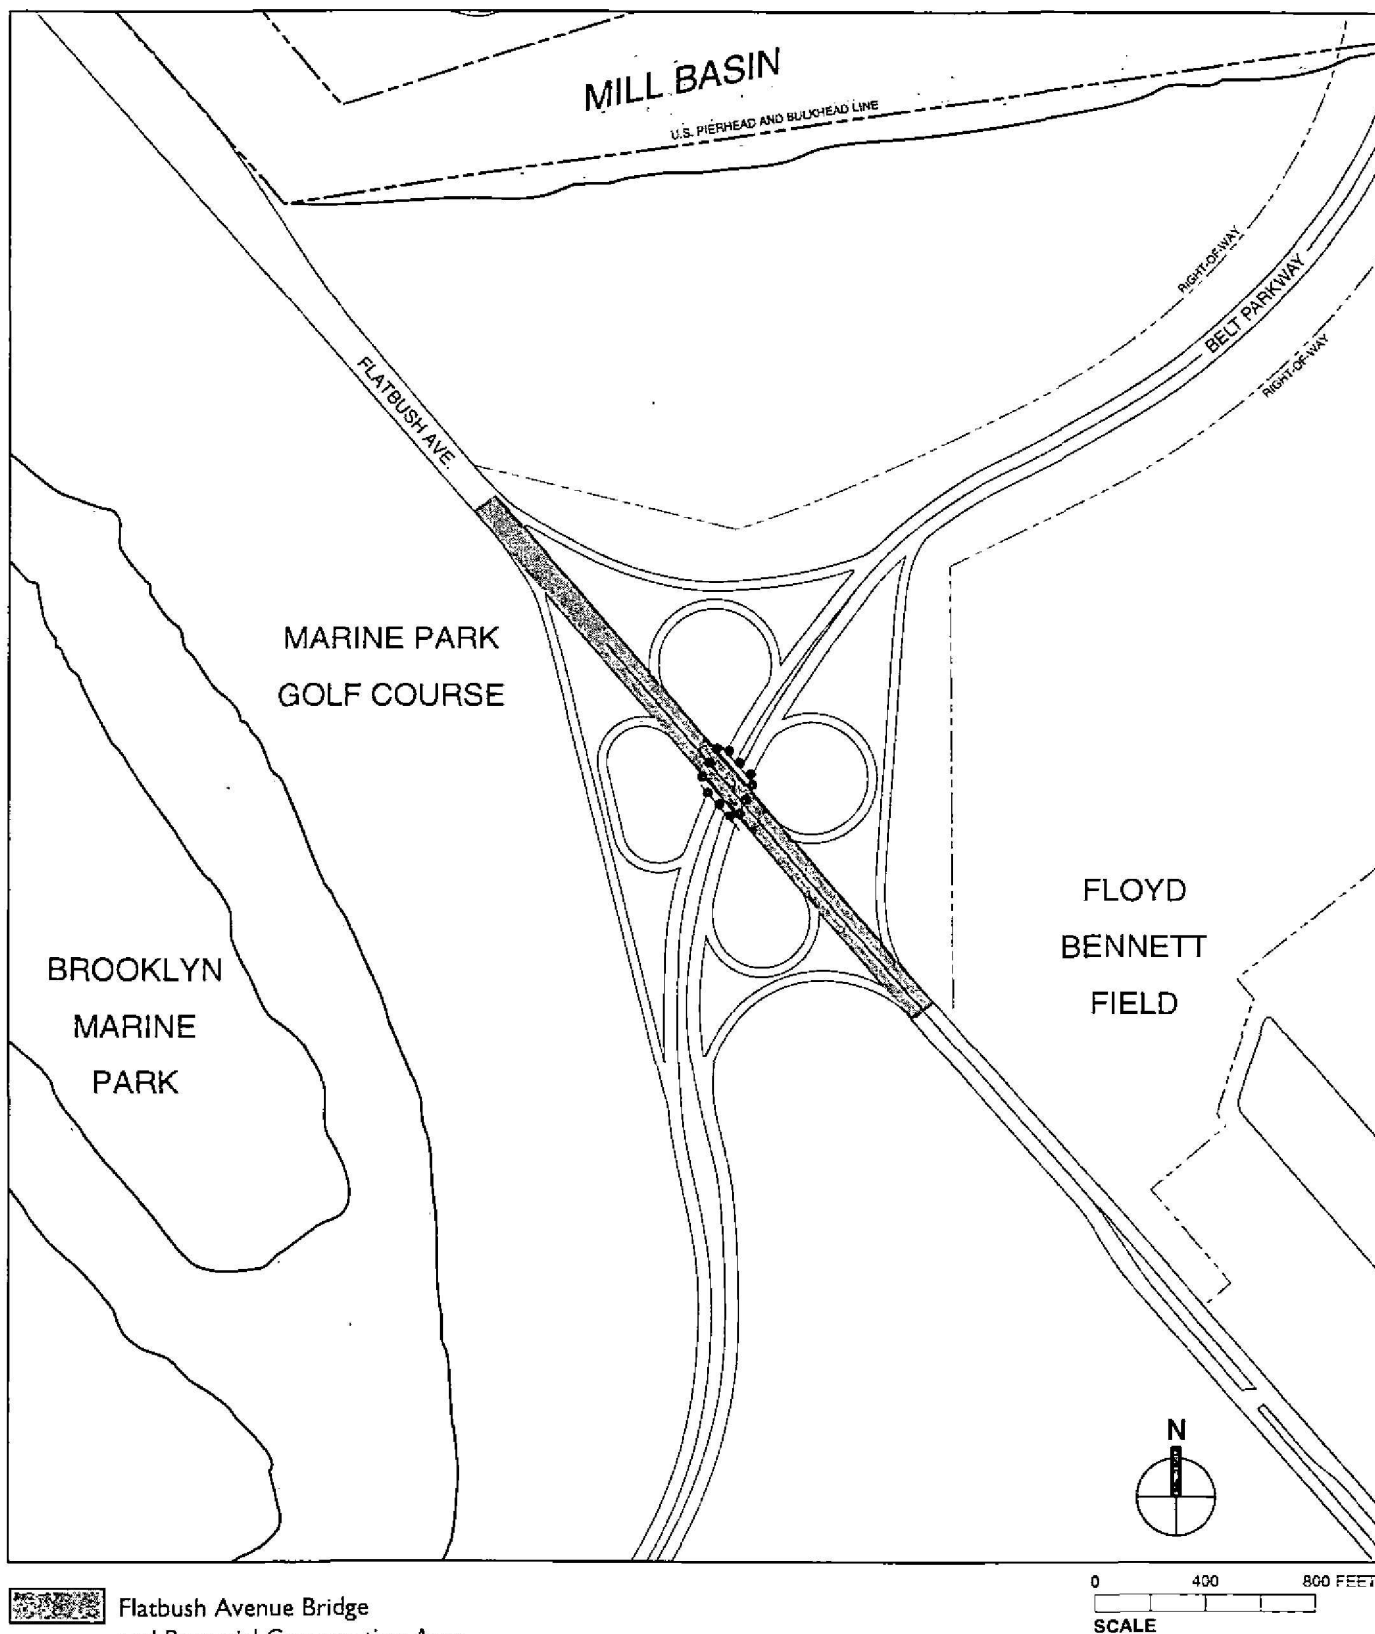 MILL BASIN
U.S. PIERHEAD AND BULKHEAD LINE
RIGHT-OF-WAY
BELT PARKWAY
RIGHT-OF-WAY
FLATBUSH AVE.
MARINE PARK
GOLF COURSE
FLOYD
BENNETT
FIELD
BROOKLYN
MARINE
PARK
N
0 400 800 FEET
SCALE
Flatbush Avenue Bridge